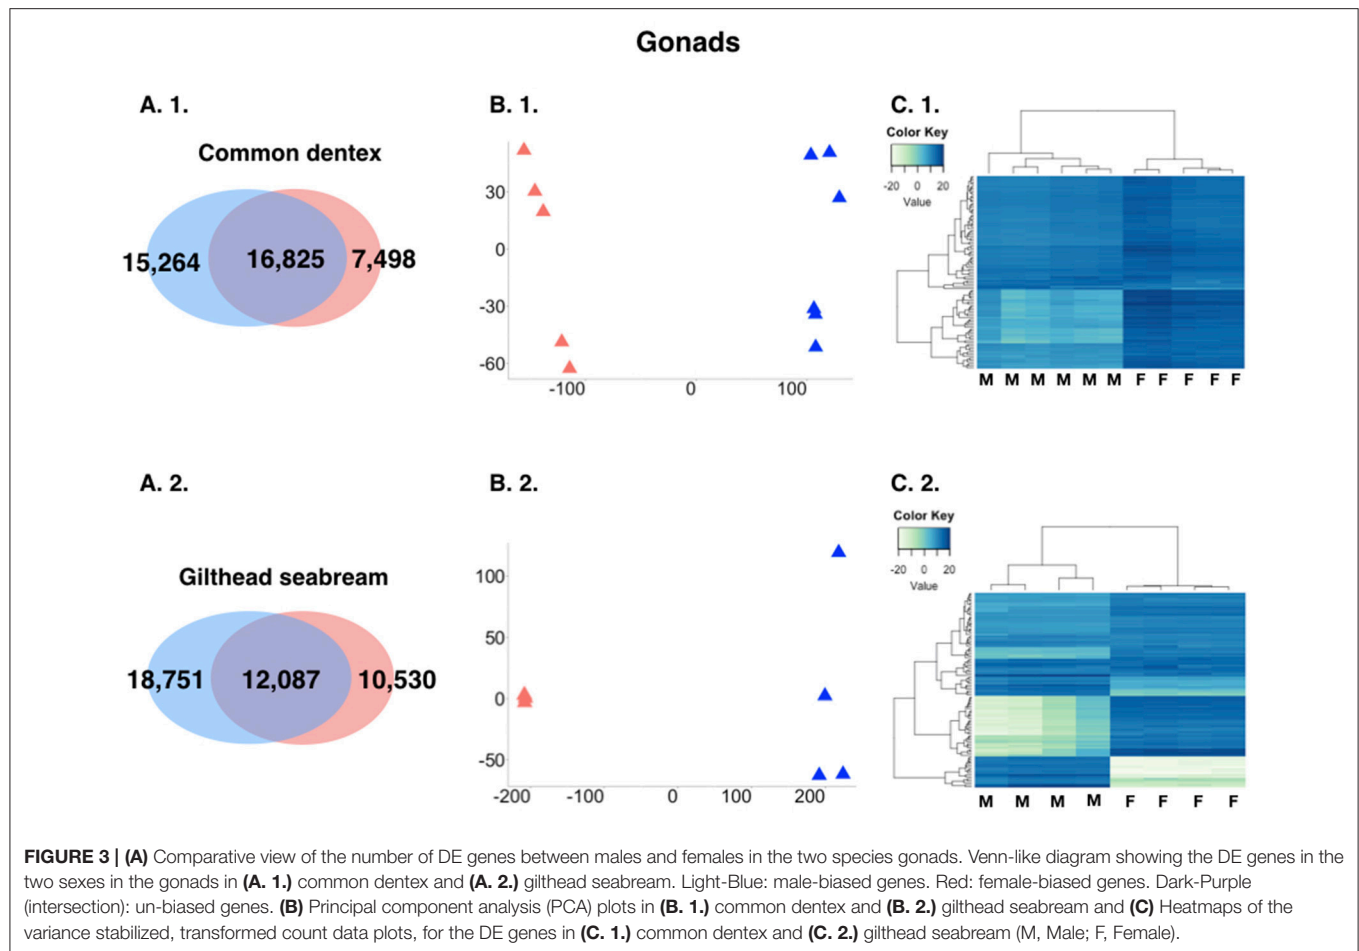 Gonads
A. 1.
B. 1.
C. 1.
Common dentex
15,264
16,825
7,498
30
0
-30
-60
-100
0
100
Color Key
-20 0 20
Value
M M M M M M F F F F F
A. 2.
B. 2.
C. 2.
Gilthead seabream
18,751
12,087
10,530
100
50
0
-50
-200
-100
0
100
200
Color Key
-20 0 20
Value
M M M M F F F F
FIGURE 3 | (A) Comparative view of the number of DE genes between males and females in the two species gonads. Venn-like diagram showing the DE genes in the
two sexes in the gonads in (A. 1.) common dentex and (A. 2.) gilthead seabream. Light-Blue: male-biased genes. Red: female-biased genes. Dark-Purple
(intersection): un-biased genes. (B) Principal component analysis (PCA) plots in (B. 1.) common dentex and (B. 2.) gilthead seabream and (C) Heatmaps of the
variance stabilized, transformed count data plots, for the DE genes in (C. 1.) common dentex and (C. 2.) gilthead seabream (M, Male; F, Female).